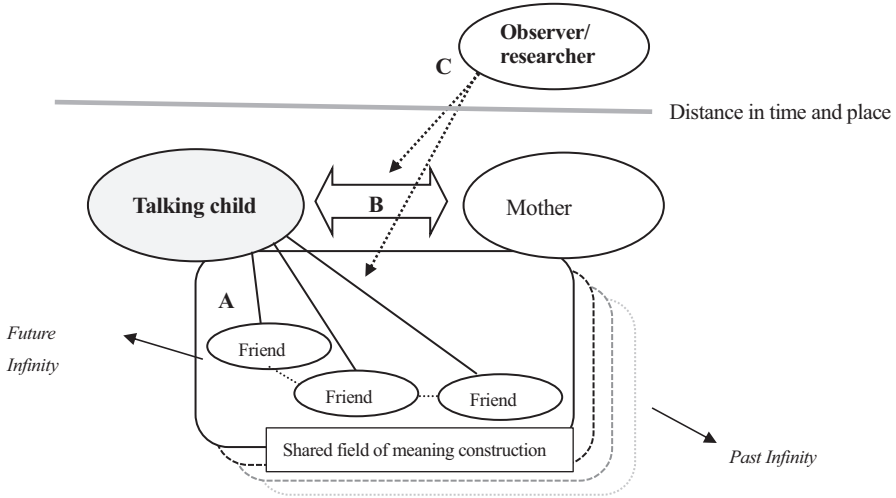 Observer/
researcher
C
Distance in time and place
Talking child
B
Mother
A
Future
Infinity
Friend
Friend
Friend
Shared field of meaning construction
Past Infinity